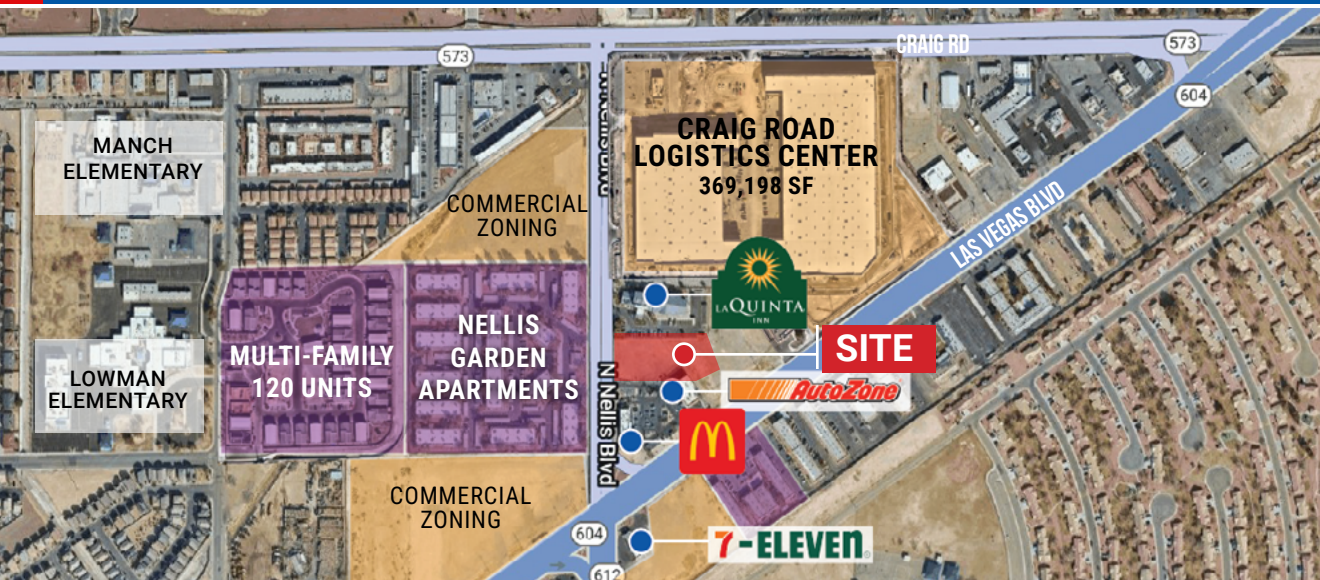 CRAIG RD
573
573
604
N Nellis Blvd
CRAIG ROAD
LOGISTICS CENTER
369,198 SF
MANCH
ELEMENTARY
COMMERCIAL
ZONING
LAS VEGAS BLVD
LAQUINTA
INN
NELLIS
GARDEN
APARTMENTS
MULTI-FAMILY
120 UNITS
SITE
LOWMAN
ELEMENTARY
AutoZone
N Nellis Blvd
COMMERCIAL
ZONING
604
7-ELEVEN
612